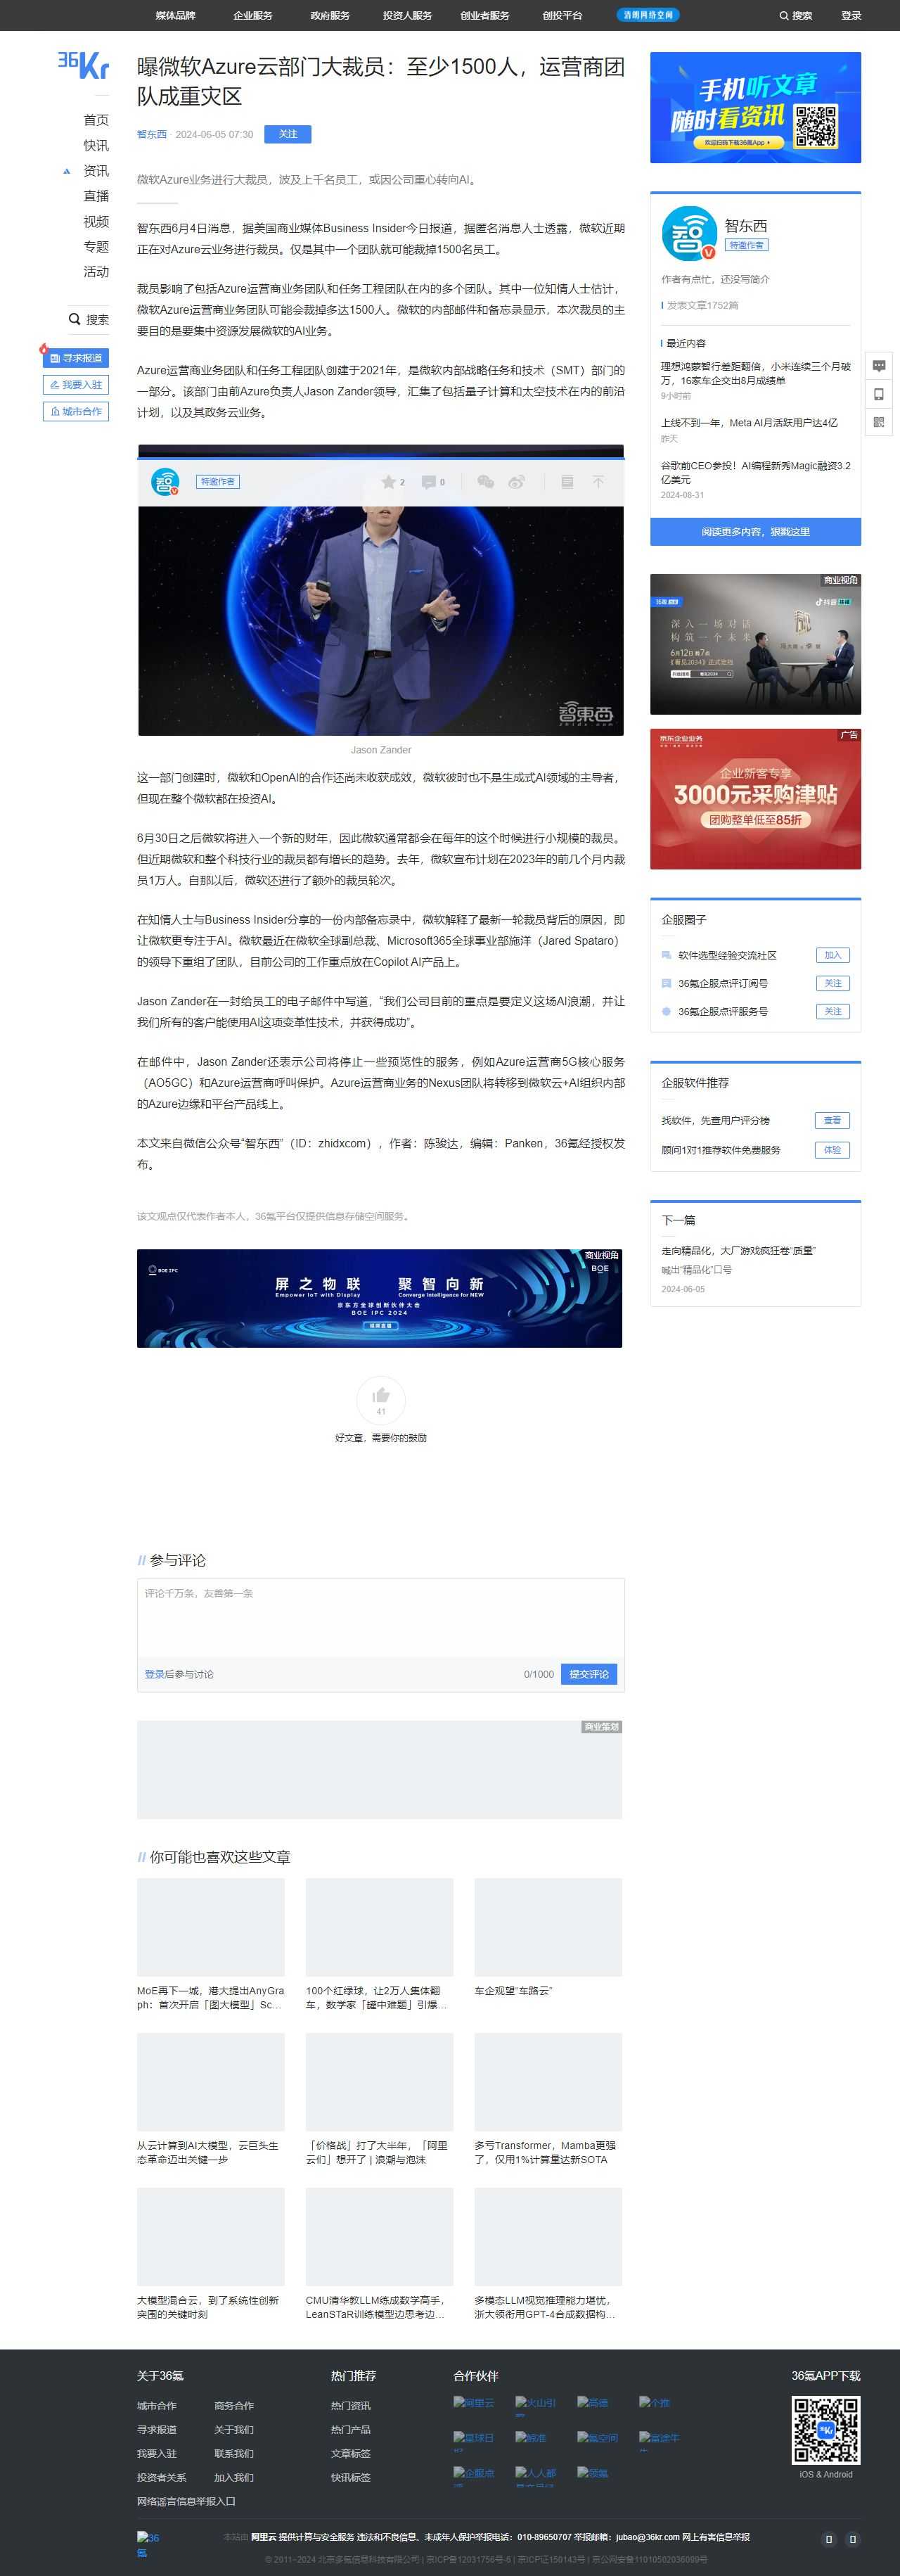 媒体品牌
企业服务
政府服务
投资人服务
创业者服务
创投平台
清朗网络空间
搜索
登录
36Kr
首页
快讯
资讯
直播
视频
专题
活动
搜索
寻求报道
我要入驻
城市合作
曝微软Azure云部门大裁员：至少1500人，运营商团
队成重灾区
智东西 · 2024-06-05 07:30
关注
微软Azure业务进行大裁员，波及上千名员工，或因公司重心转向AI。
智东西6月4日消息，据美国商业媒体Business Insider今日报道，据匿名消息人士透露，微软近期
正在对Azure云业务进行裁员。仅是其中一个团队就可能裁掉1500名员工。
裁员影响了包括Azure运营商业务团队和任务工程团队在内的多个团队。其中一位知情人士估计，
微软Azure运营商业务团队可能会裁掉多达1500人。微软的内部邮件和备忘录显示，本次裁员的主
要目的是要集中资源发展微软的AI业务。
Azure运营商业务团队和任务工程团队创建于2021年，是微软内部战略任务和技术（SMT）部门的
一部分。该部门由前Azure负责人Jason Zander领导，汇集了包括量子计算和太空技术在内的前沿
计划，以及其政务云业务。
智
特邀作者
2
0
智東西
zhidx.com
Jason Zander
这一部门创建时，微软和OpenAI的合作还尚未收获成效，微软彼时也不是生成式AI领域的主导者，
但现在整个微软都在投资AI。
6月30日之后微软将进入一个新的财年，因此微软通常都会在每年的这个时候进行小规模的裁员。
但近期微软和整个科技行业的裁员都有增长的趋势。去年，微软宣布计划在2023年的前几个月内裁
员1万人。自那以后，微软还进行了额外的裁员轮次。
在知情人士与Business Insider分享的一份内部备忘录中，微软解释了最新一轮裁员背后的原因，即
让微软更专注于AI。微软最近在微软全球副总裁、Microsoft365全球事业部施洋（Jared Spataro）
的领导下重组了团队，目前公司的工作重点放在Copilot AI产品上。
Jason Zander在一封给员工的电子邮件中写道，“我们公司目前的重点是要定义这场AI浪潮，并让
我们所有的客户能使用AI这项变革性技术，并获得成功”。
在邮件中，Jason Zander还表示公司将停止一些预览性的服务，例如Azure运营商5G核心服务
（AO5GC）和Azure运营商呼叫保护。Azure运营商业务的Nexus团队将转移到微软云+AI组织内部
的Azure边缘和平台产品线上。
本文来自微信公众号“智东西”（ID：zhidxcom），作者：陈骏达，编辑：Panken，36氪经授权发
布。
该文观点仅代表作者本人，36氪平台仅提供信息存储空间服务。
商业视角
BOE IPC
BOE
屏之物联 聚智向新
Empower IoT with Display Converge Intelligence for NEW
京东方全球创新伙伴大会
BOE IPC 2024
41
好文章，需要你的鼓励
参与评论
评论千万条，友善第一条
登录后参与讨论
0/1000
提交评论
商业策划
你可能也喜欢这些文章
MoE再下一城，港大提出AnyGra
ph：首次开启「图大模型」Sc...
100个红绿球，让2万人集体翻
车，数学家「罐中难题」引爆...
车企观望“车路云”
从云计算到AI大模型，云巨头生
态革命迈出关键一步
「价格战」打了大半年，「阿里
云们」想开了 | 浪潮与泡沫
多亏Transformer，Mamba更强
了，仅用1%计算量达新SOTA
大模型混合云，到了系统性创新
突围的关键时刻
CMU清华教LLM练成数学高手，
LeanSTaR训练模型边思考边...
多模态LLM视觉推理能力堪忧，
浙大领衔用GPT-4合成数据构...
手机听文章
随时看资讯
欢迎扫码下载36氪App
智
智东西
特邀作者
作者有点忙，还没写简介
发表文章1752篇
最近内容
理想鸿蒙智行差距翻倍，小米连续三个月破
万，16家车企交出8月成绩单
9小时前
上线不到一年，Meta AI月活跃用户达4亿
昨天
谷歌前CEO参投！AI编程新秀Magic融资3.2
亿美元
2024-08-31
阅读更多内容，狠戳这里
商业视角
深入一场对话
构筑一个未来
6月12日 晚7点
《看见2034》正式定档
广告
京东企业业务
企业新客专享
3000元采购津贴
团购整单低至85折
企服圈子
软件选型经验交流社区
加入
36氪企服点评订阅号
关注
36氪企服点评服务号
关注
企服软件推荐
找软件，先查用户评分榜
查看
顾问1对1推荐软件免费服务
体验
下一篇
走向精品化，大厂游戏疯狂卷“质量”
喊出“精品化”口号
2024-06-05
关于36氪
城市合作
商务合作
寻求报道
关于我们
我要入驻
联系我们
投资者关系
加入我们
网络谣言信息举报入口
热门推荐
热门资讯
热门产品
文章标签
快讯标签
合作伙伴
阿里云
火山引
高德
个推
星球日
鲸准
氪空间
富途牛
企服点
人人都
领氪
36氪APP下载
iOS & Android
36
氪
本站由 阿里云 提供计算与安全服务 违法和不良信息、未成年人保护举报电话：010-89650707 举报邮箱：jubao@36kr.com 网上有害信息举报
© 2011~2024 北京多氪信息科技有限公司 | 京ICP备12031756号-6 | 京ICP证150143号 | 京公网安备11010502036099号